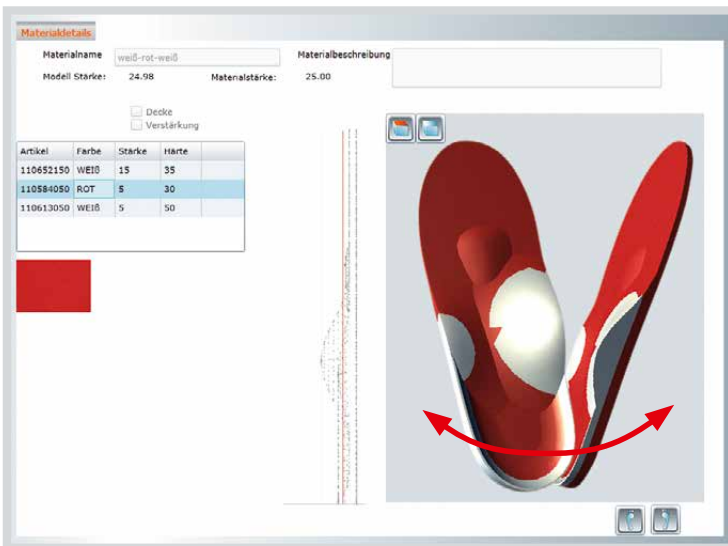 Materialdetails
Materialname weiß-rot-weiß Materialbeschreibung
Modell Stärke: 24.98 Materialstärke: 25.00
Decke
Verstärkung
Artikel Farbe Stärke Härte
110652150 WEIß 15 35
110584050 ROT 5 30
110613050 WEIß 5 50